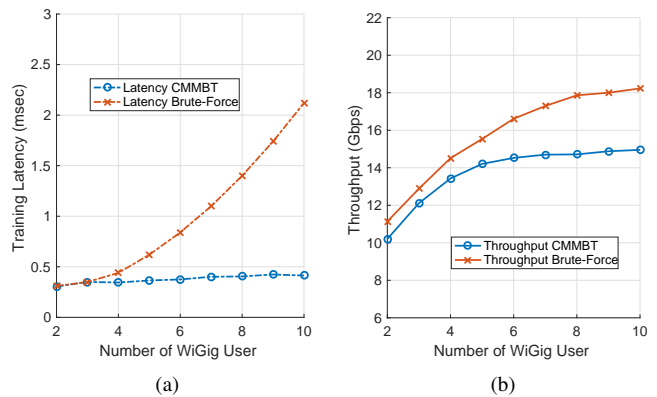 3
2.5
2
1.5
1
0.5
0
Training Latency (msec)
Latency CMMBT
Latency Brute-Force
2 4 6 8 10
Number of WiGig User
(a)
22
20
18
16
14
12
10
8
6
Throughput (Gbps)
Throughput CMMBT
Throughput Brute-Force
2 4 6 8 10
Number of WiGig User
(b)